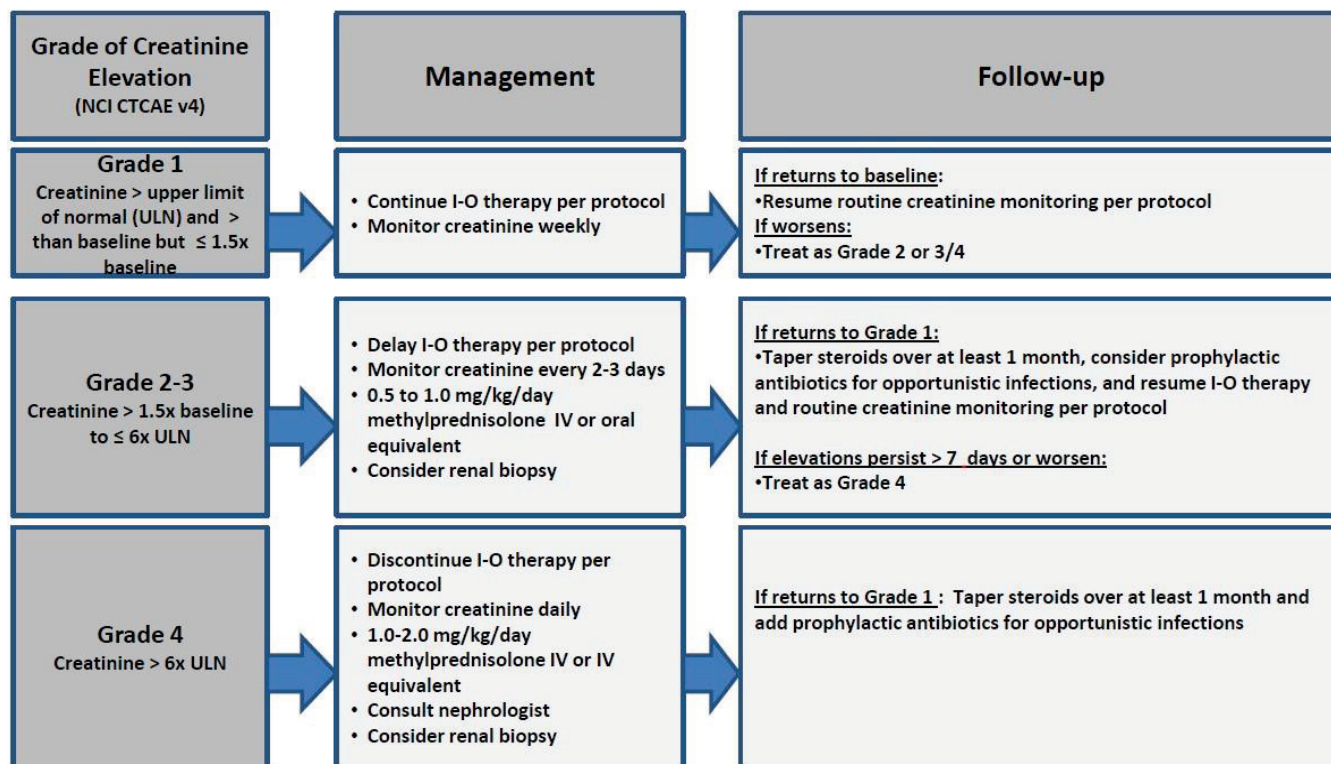 Grade of Creatinine
Elevation
(NCI CTCAE v4)
Management
Follow-up
Grade 1
Creatinine > upper limit
of normal (ULN) and >
than baseline but ≤ 1.5x
baseline
• Continue I-O therapy per protocol
• Monitor creatinine weekly
If returns to baseline:
•Resume routine creatinine monitoring per protocol
If worsens:
•Treat as Grade 2 or 3/4
Grade 2-3
Creatinine > 1.5x baseline
to ≤ 6x ULN
• Delay I-O therapy per protocol
• Monitor creatinine every 2-3 days
• 0.5 to 1.0 mg/kg/day
methylprednisolone IV or oral
equivalent
• Consider renal biopsy
If returns to Grade 1:
•Taper steroids over at least 1 month, consider prophylactic
antibiotics for opportunistic infections, and resume I-O therapy
and routine creatinine monitoring per protocol
If elevations persist > 7 days or worsen:
•Treat as Grade 4
Grade 4
Creatinine > 6x ULN
• Discontinue I-O therapy per
protocol
• Monitor creatinine daily
• 1.0-2.0 mg/kg/day
methylprednisolone IV or IV
equivalent
• Consult nephrologist
• Consider renal biopsy
If returns to Grade 1 : Taper steroids over at least 1 month and
add prophylactic antibiotics for opportunistic infections